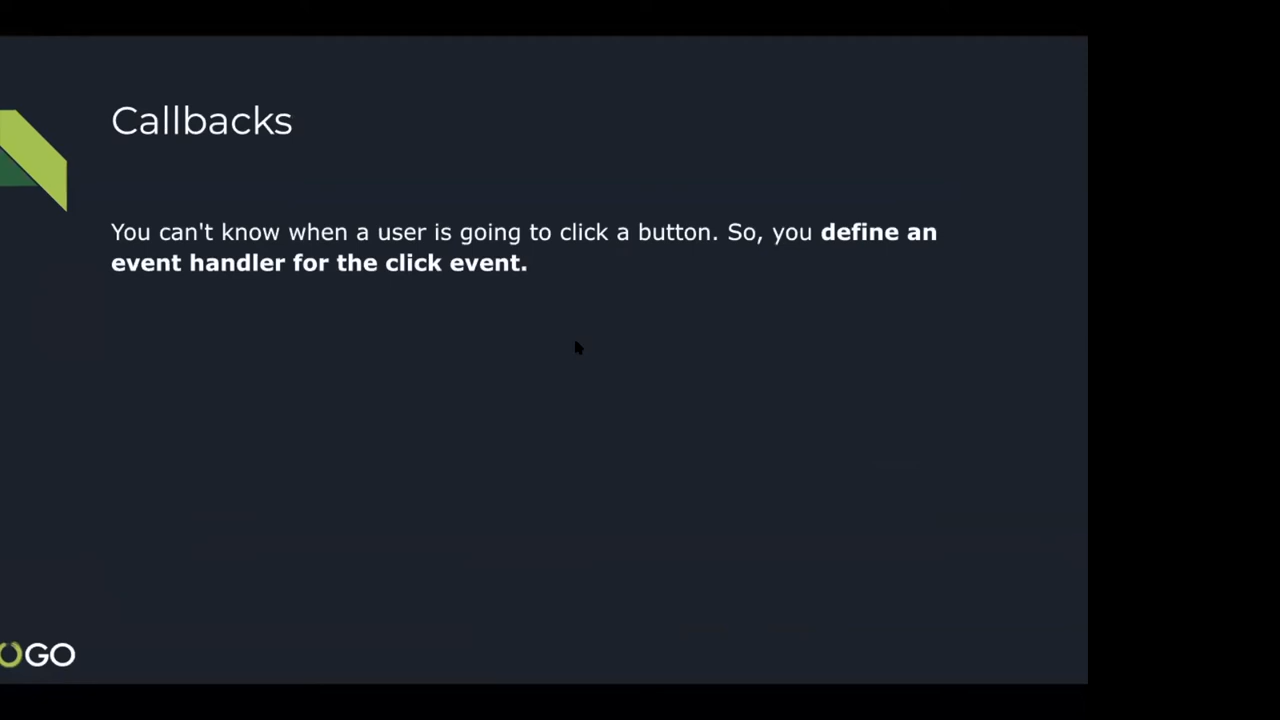 Callbacks
You can't know when a user is going to click a button. So, you define an
event handler for the click event.
GO